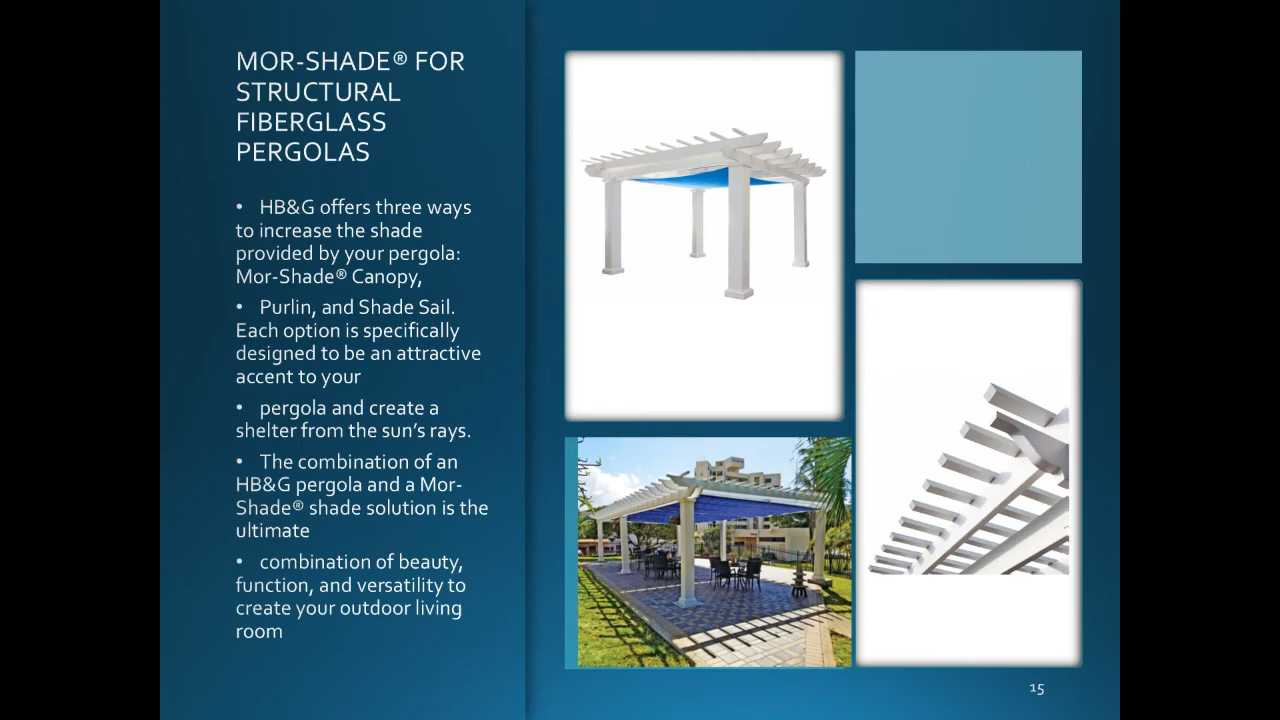 MOR-SHADE® FOR
STRUCTURAL
FIBERGLASS
PERGOLAS
• HB&G offers three ways
to increase the shade
provided by your pergola:
Mor-Shade® Canopy,
• Purlin, and Shade Sail.
Each option is specifically
designed to be an attractive
accent to your
• pergola and create a
shelter from the sun’s rays.
• The combination of an
HB&G pergola and a Mor-
Shade® shade solution is the
ultimate
• combination of beauty,
function, and versatility to
create your outdoor living
room
15